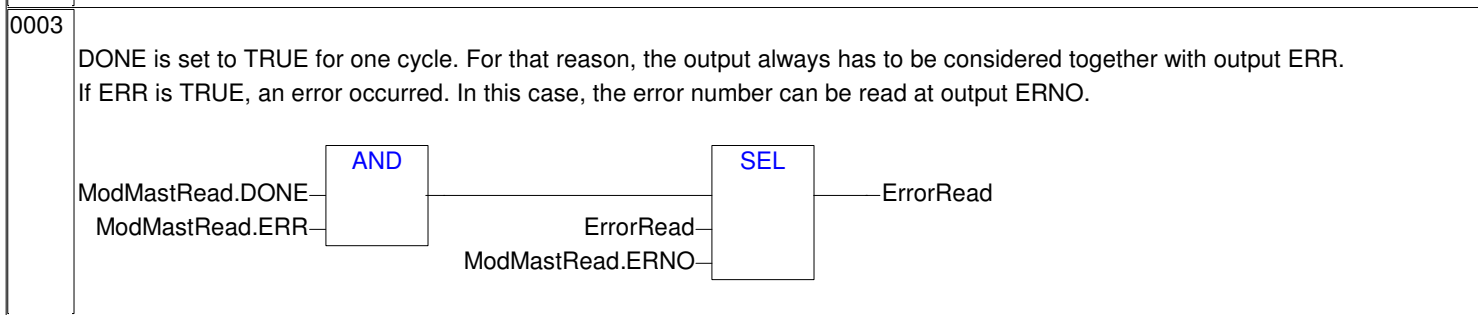 0003
DONE is set to TRUE for one cycle. For that reason, the output always has to be considered together with output ERR.
If ERR is TRUE, an error occurred. In this case, the error number can be read at output ERNO.
AND
SEL
ModMastRead.DONE
ErrorRead
ModMastRead.ERR
ErrorRead
ModMastRead.ERNO